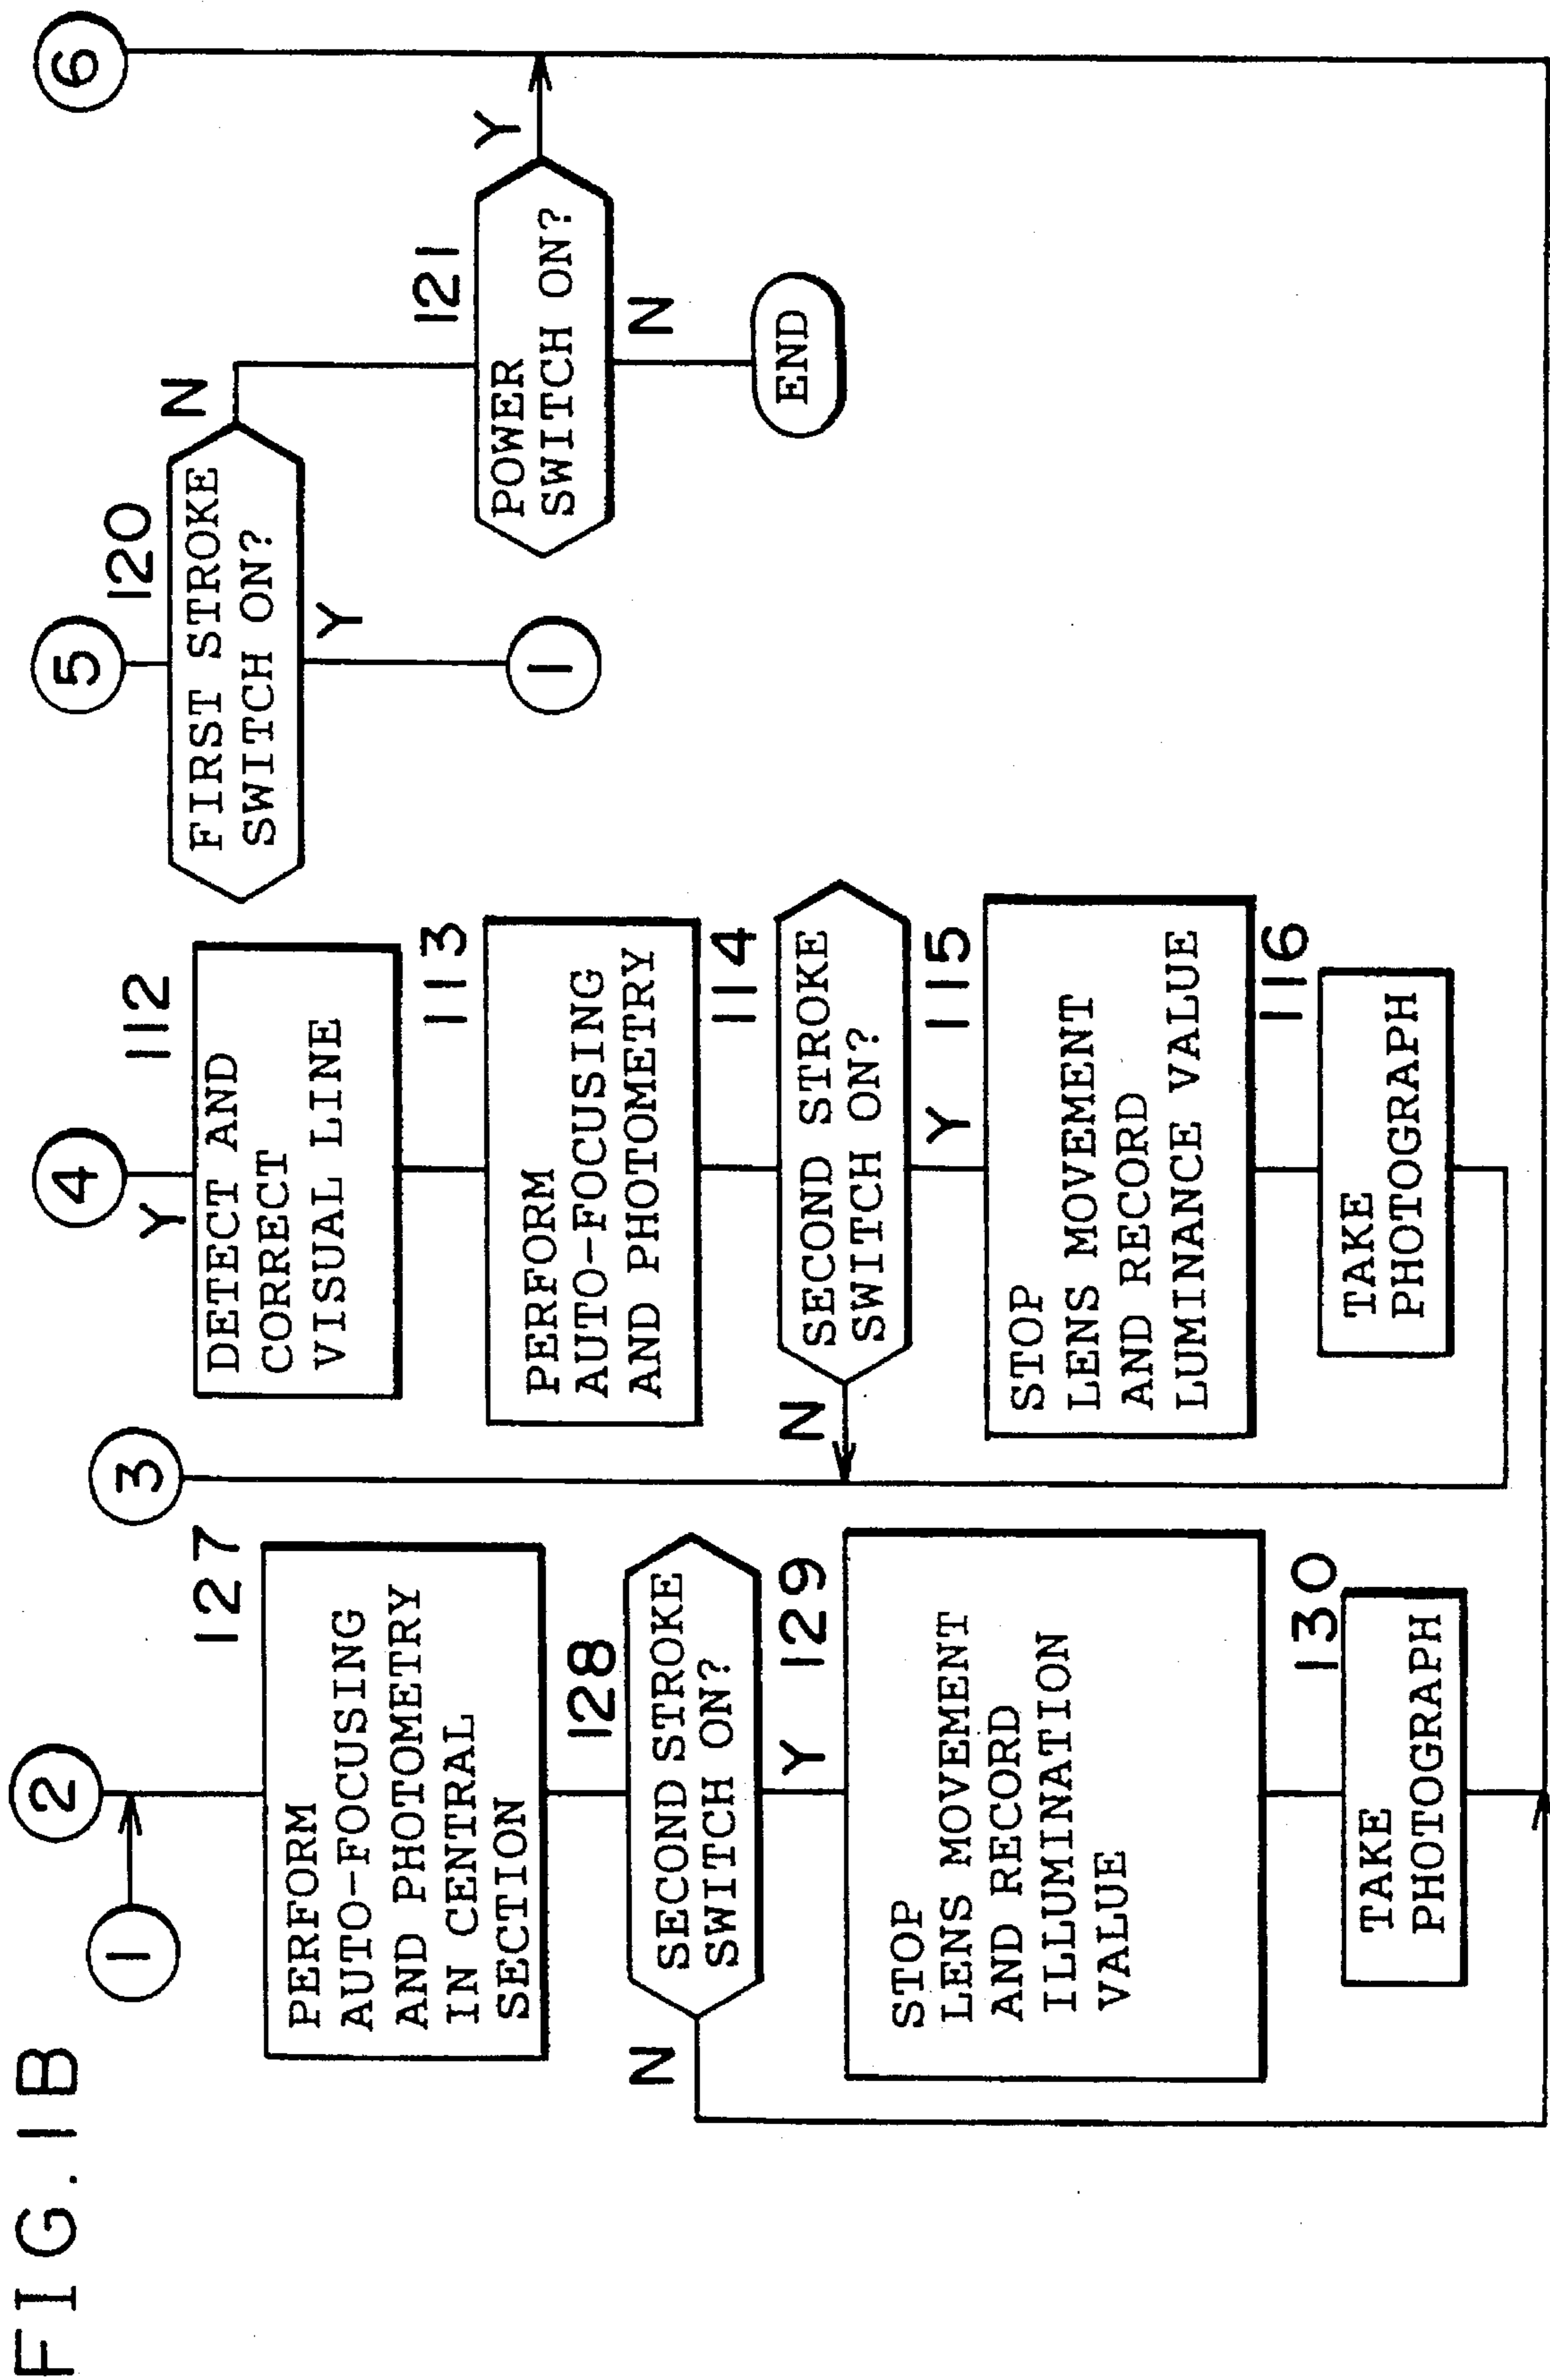 FIG. 1B
2
1
127
PERFORM
AUTO-FOCUSING
AND PHOTOMETRY
IN CENTRAL
SECTION
128
SECOND STROKE
SWITCH ON?
N
Y
129
STOP
LENS MOVEMENT
AND RECORD
ILLUMINATION
VALUE
130
TAKE
PHOTOGRAPH
3
4
Y
112
DETECT AND
CORRECT
VISUAL LINE
113
PERFORM
AUTO-FOCUSING
AND PHOTOMETRY
114
SECOND STROKE
SWITCH ON?
N
Y
115
STOP
LENS MOVEMENT
AND RECORD
LUMINANCE VALUE
116
TAKE
PHOTOGRAPH
5
120
FIRST STROKE
SWITCH ON?
N
Y
1
121
POWER
SWITCH ON?
Y
N
END
6